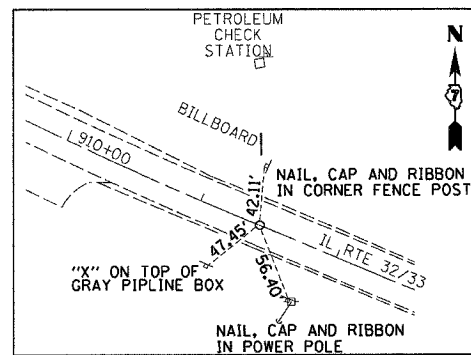 PETROLEUM
CHECK
STATION
N
7
BILLBOARD
910+00
42.11'
NAIL, CAP AND RIBBON
IN CORNER FENCE POST
47.45'
IL RTE 32/33
56.40'
"X" ON TOP OF
GRAY PIPLINE BOX
NAIL, CAP AND RIBBON
IN POWER POLE